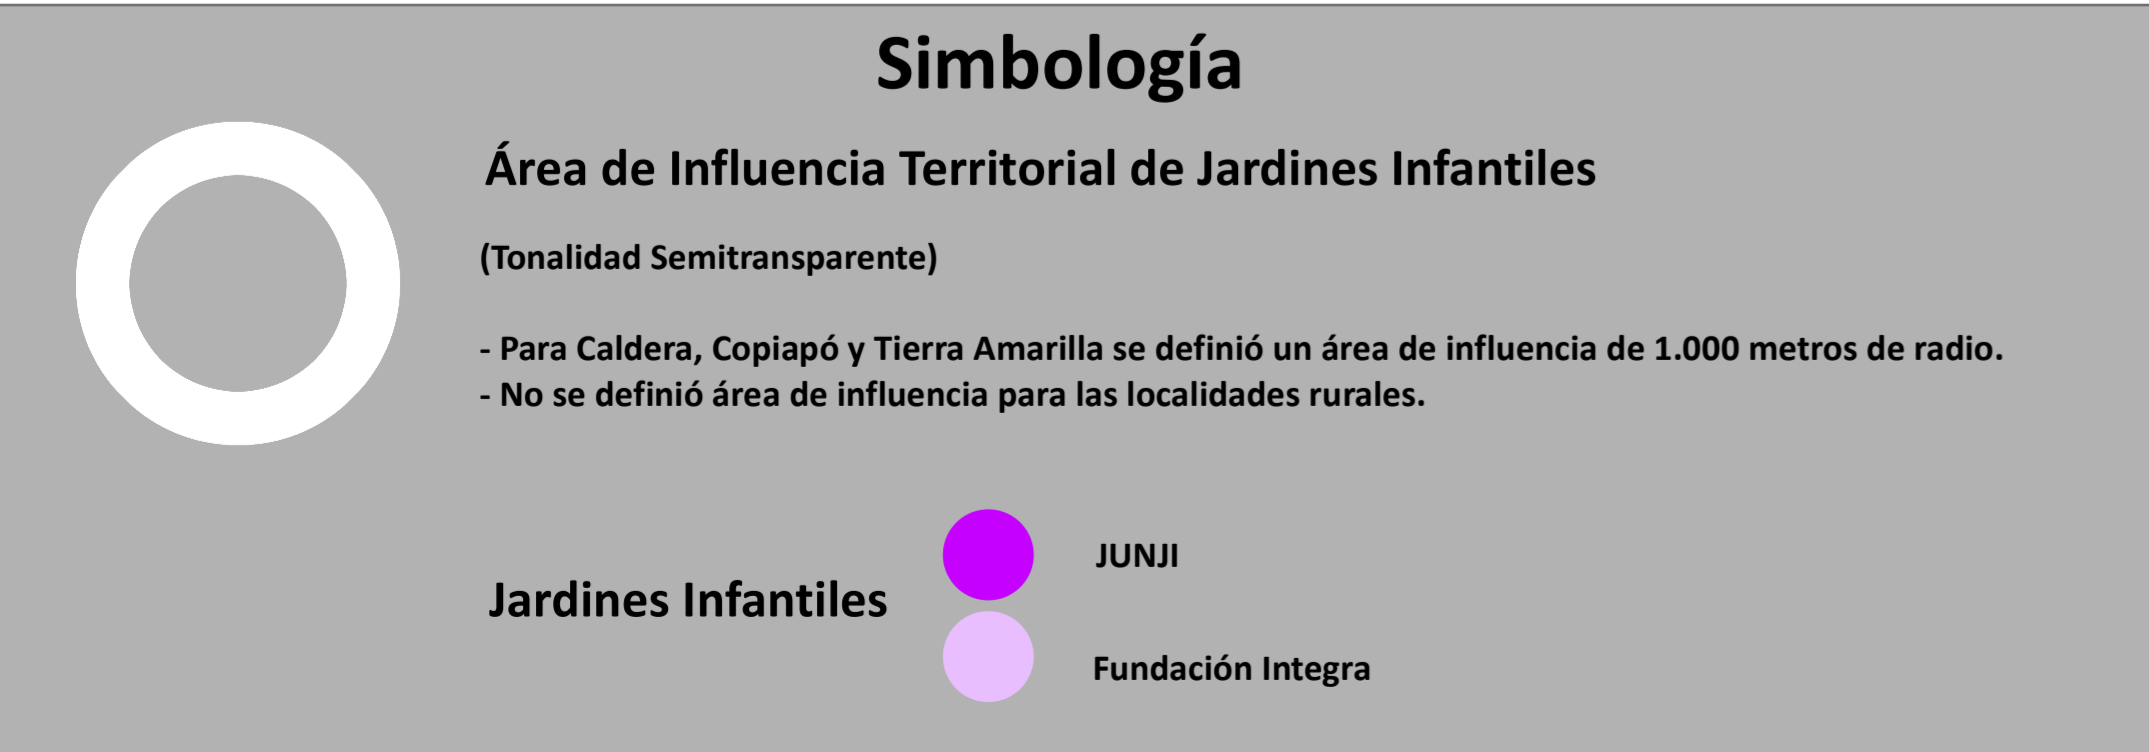 Simbología
Área de Influencia Territorial de Jardines Infantiles
(Tonalidad Semitransparente)
- Para Caldera, Copiapó y Tierra Amarilla se definió un área de influencia de 1.000 metros de radio.
- No se definió área de influencia para las localidades rurales.
Jardines Infantiles
JUNJI
Fundación Integra